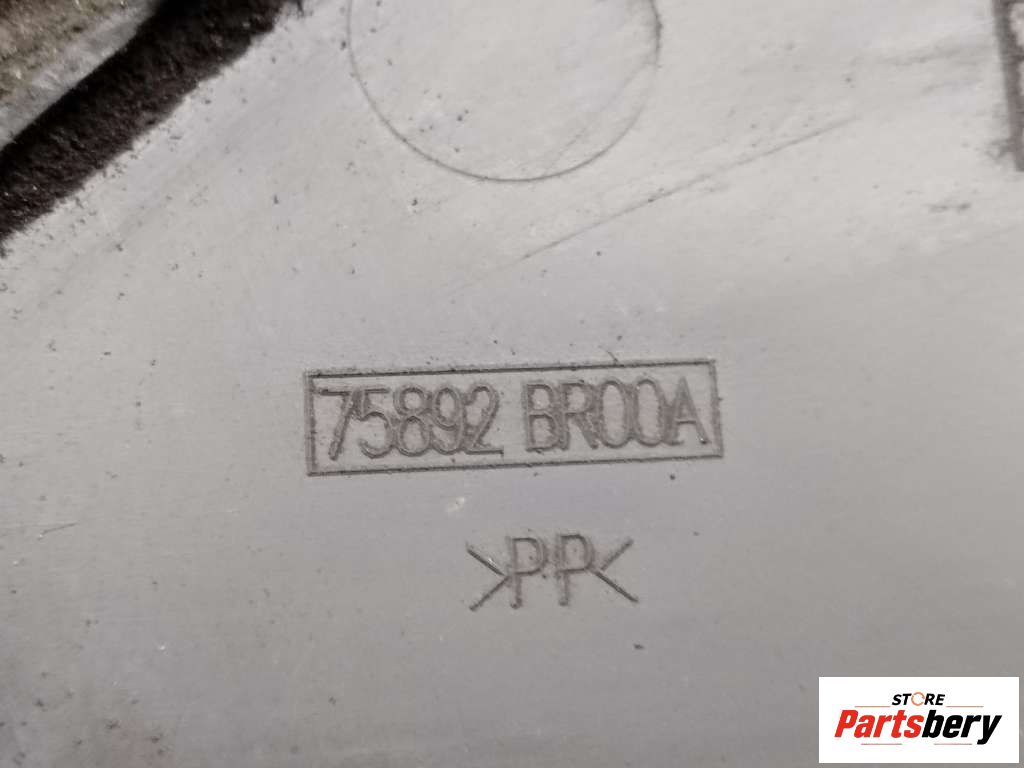 75892 BR00A
>PP<
STORE
Partsbery